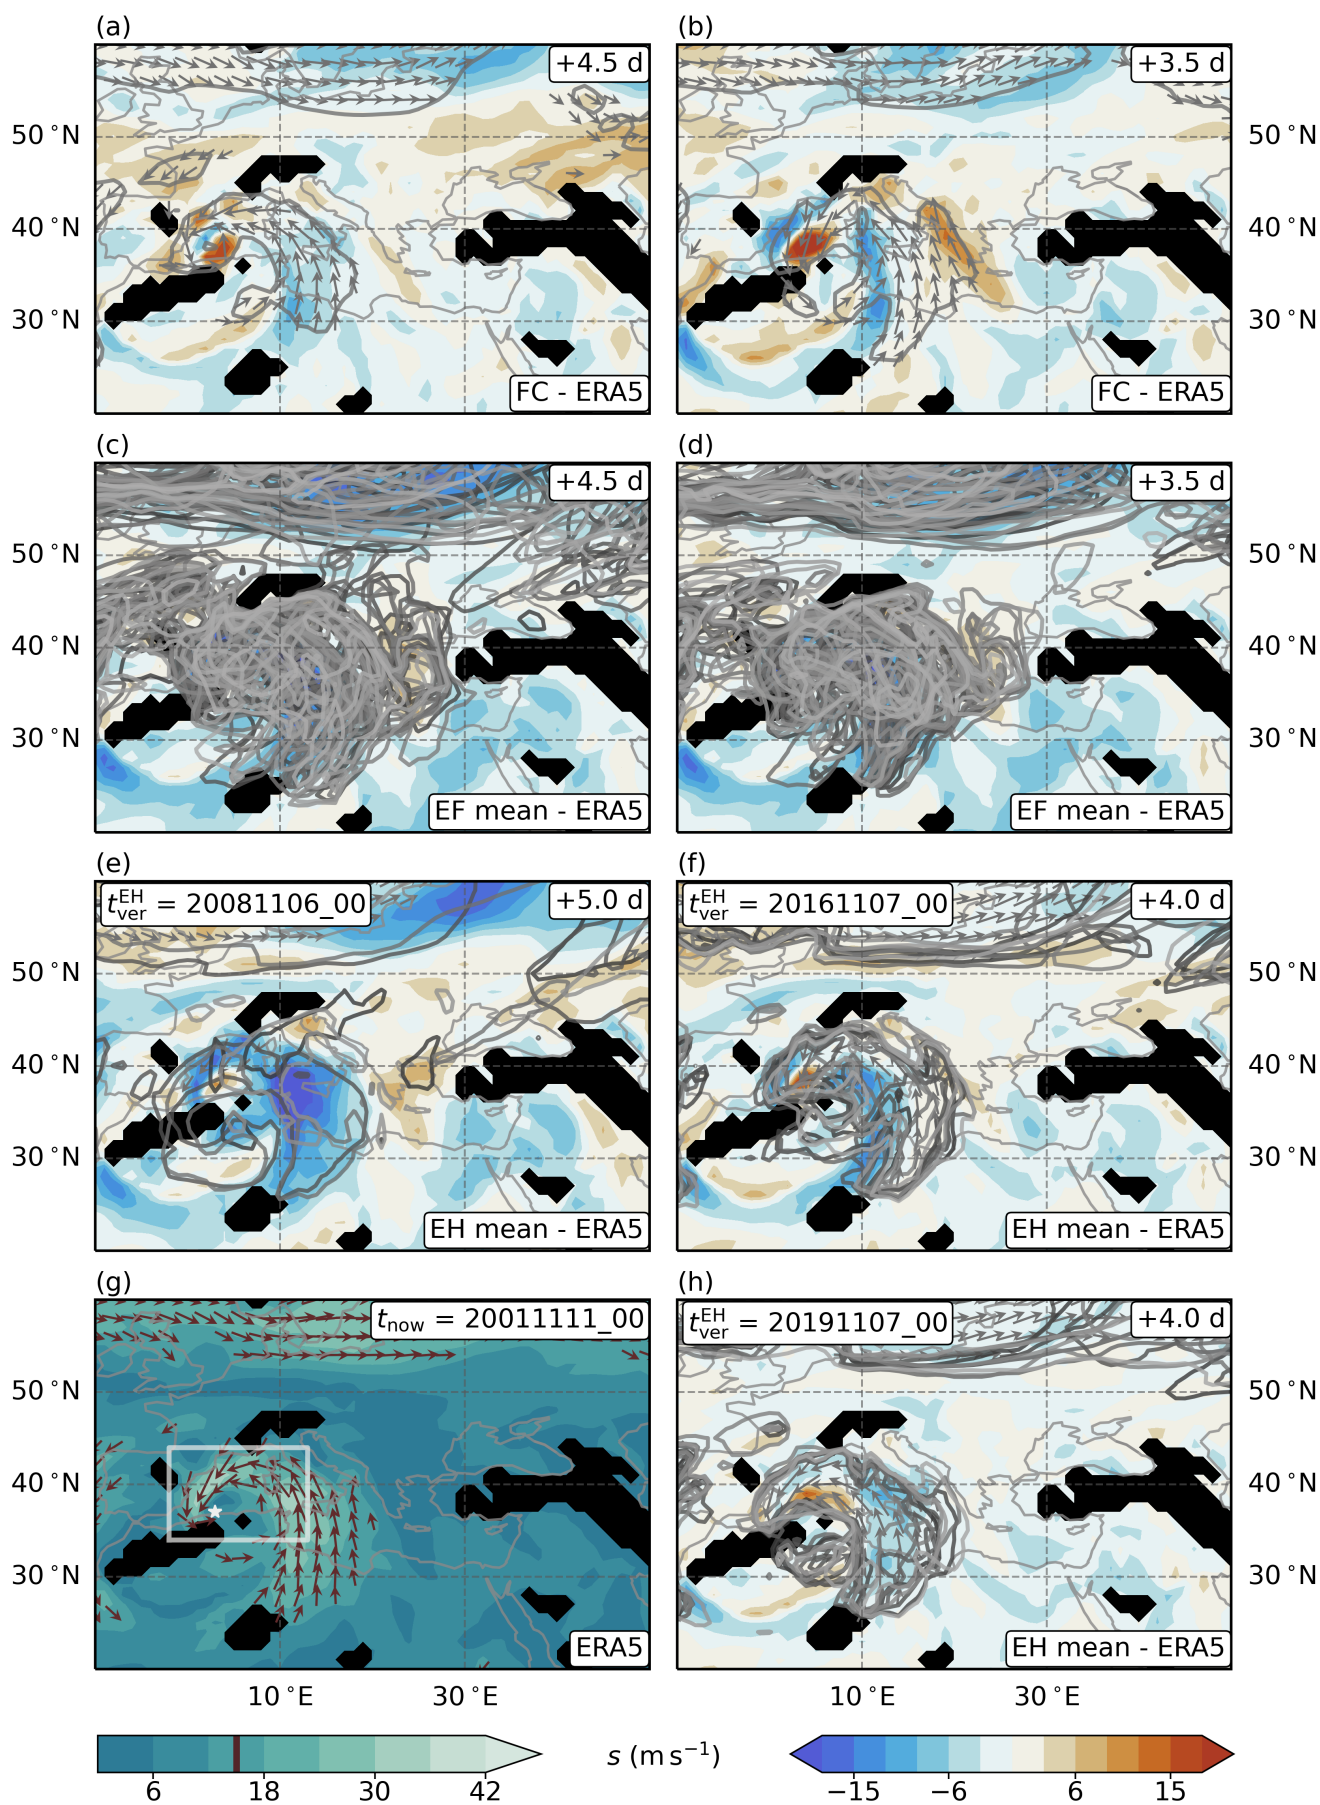 (a)
(b)
+4.5 d
+3.5 d
50°N
50°N
40°N
40°N
30°N
30°N
FC - ERA5
FC - ERA5
(c)
(d)
+4.5 d
+3.5 d
50°N
50°N
40°N
40°N
30°N
30°N
EF mean - ERA5
EF mean - ERA5
(e)
(f)
t_ver^EH = 20081106_00
+5.0 d
t_ver^EH = 20161107_00
+4.0 d
50°N
50°N
40°N
40°N
30°N
30°N
EH mean - ERA5
EH mean - ERA5
(g)
(h)
t_now = 20011111_00
t_ver^EH = 20191107_00
+4.0 d
50°N
50°N
40°N
40°N
30°N
30°N
ERA5
EH mean - ERA5
10°E
30°E
10°E
30°E
s (m s⁻¹)
6
18
30
42
−15
−6
6
15